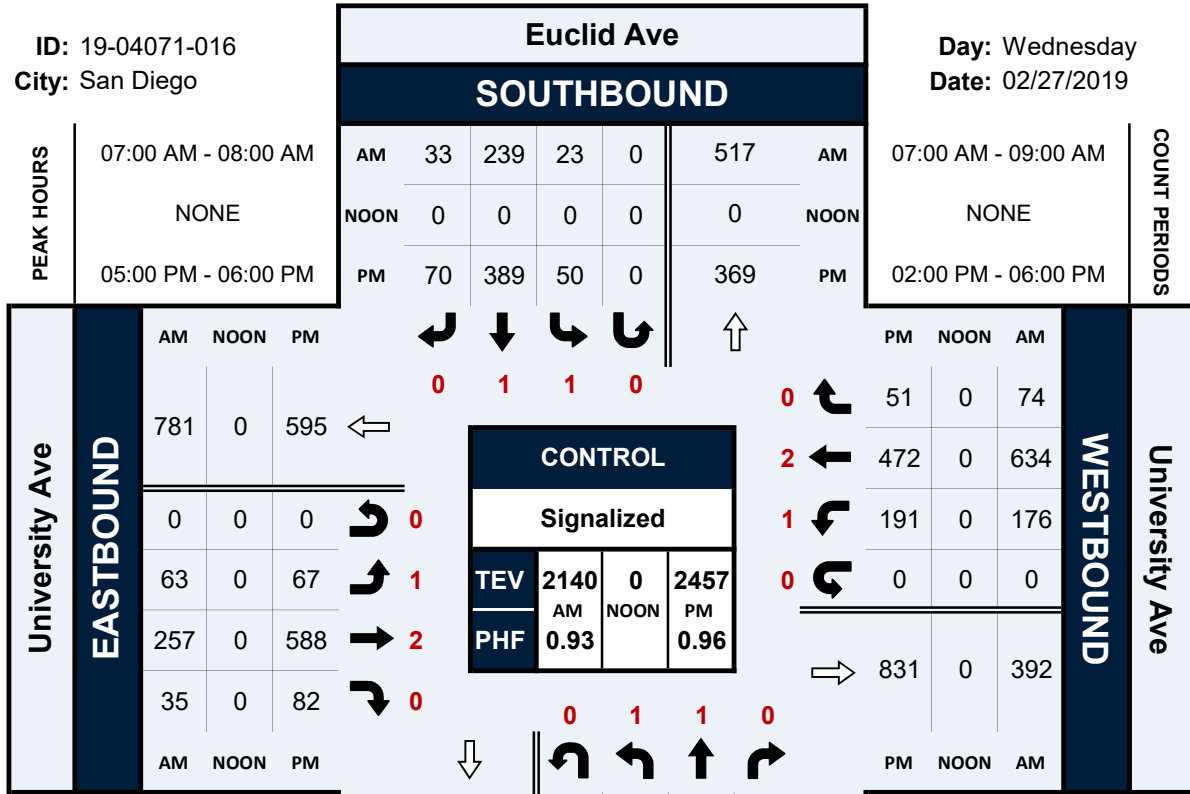 ID: 19-04071-016
City: San Diego
Euclid Ave
SOUTHBOUND
Day: Wednesday
Date: 02/27/2019
PEAK HOURS
07:00 AM - 08:00 AM
NONE
05:00 PM - 06:00 PM
AM 33 239 23 0 517 AM
NOON 0 0 0 0 0 NOON
PM 70 389 50 0 369 PM
07:00 AM - 09:00 AM
NONE
02:00 PM - 06:00 PM
COUNT PERIODS
0 1 1 0
University Ave
EASTBOUND
AM NOON PM
781 0 595
0 0 0 0
63 0 67 1
257 0 588 2
35 0 82 0
AM NOON PM
CONTROL
Signalized
TEV 2140 0 2457
AM NOON PM
PHF 0.93 0.96
PM NOON AM
0 51 0 74
2 472 0 634
1 191 0 176
0 0 0 0
831 0 392
PM NOON AM
WESTBOUND
University Ave
0 1 1 0